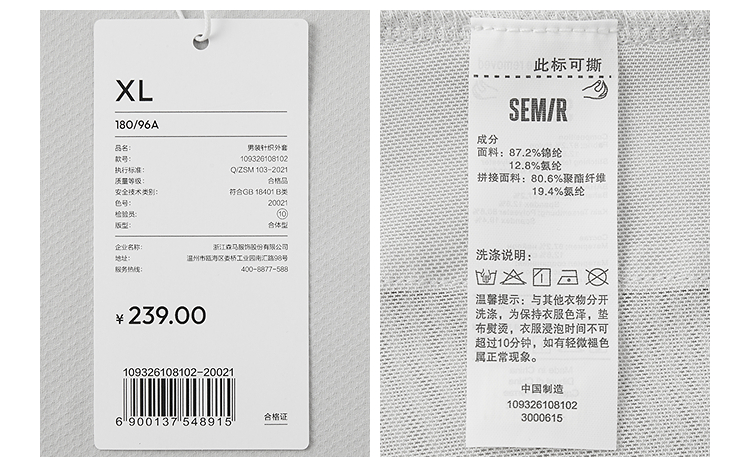 XL
180/96A
品名: 男装针织外套
款号: 109326108102
执行标准: Q/ZSM 103-2021
质量等级: 合格品
安全技术类别: 符合GB 18401 B类
色号: 20021
检验员: 10
版型: 合体型
企业名称: 浙江森马服饰股份有限公司
地址: 温州市瓯海区娄桥工业园南汇路98号
服务热线: 400-8877-588
¥ 239.00
109326108102-20021
6 900137 548915
合格证
此标可撕
SEM/R
成分
面料: 87.2%锦纶
12.8%氨纶
拼接面料: 80.6%聚酯纤维
19.4%氨纶
洗涤说明:
温馨提示: 与其他衣物分开
洗涤, 为保持衣服色泽, 垫
布熨烫, 衣服浸泡时间不可
超过10分钟, 如有轻微褪色
属正常现象。
中国制造
109326108102
3000615